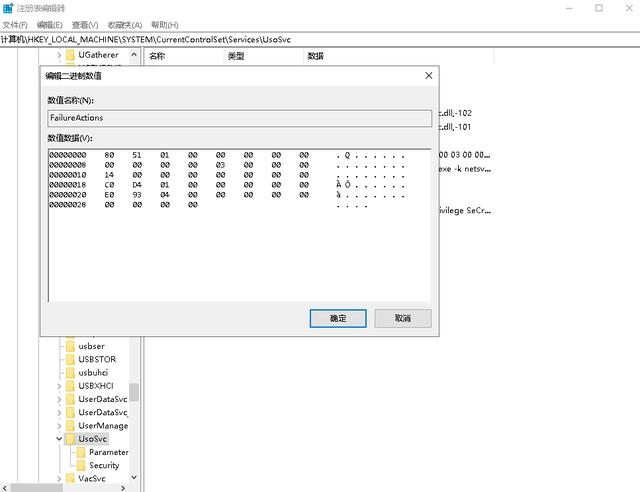 注册表编辑器
文件(F) 编辑(E) 查看(V) 收藏夹(A) 帮助(H)
计算机\HKEY_LOCAL_MACHINE\SYSTEM\CurrentControlSet\Services\UsoSvc
UGatherer
名称 类型 数据
编辑二进制数值
数值名称(N):
FailureActions
c.dll,-102
c.dll,-101
数值数据(V):
00000000 80 51 01 00 00 00 00 00 . Q . . . . . .
00000008 00 00 00 00 03 00 00 00 . . . . . . . .
00000010 14 00 00 00 00 00 00 00 . . . . . . . .
00000018 C0 D4 01 00 00 00 00 00 À Ô . . . . . .
00000020 E0 93 04 00 00 00 00 00 à . . . . . . .
00000028 00 00 00 00 . . . .
00 03 00 00...
exe -k netsv...
ivilege SeCr...
确定 取消
usbser
USBSTOR
usbuhci
USBXHCI
UserDataSvc
UserDataSvc_
UserManage
UsoSvc
Parameter
Security
VacSvc